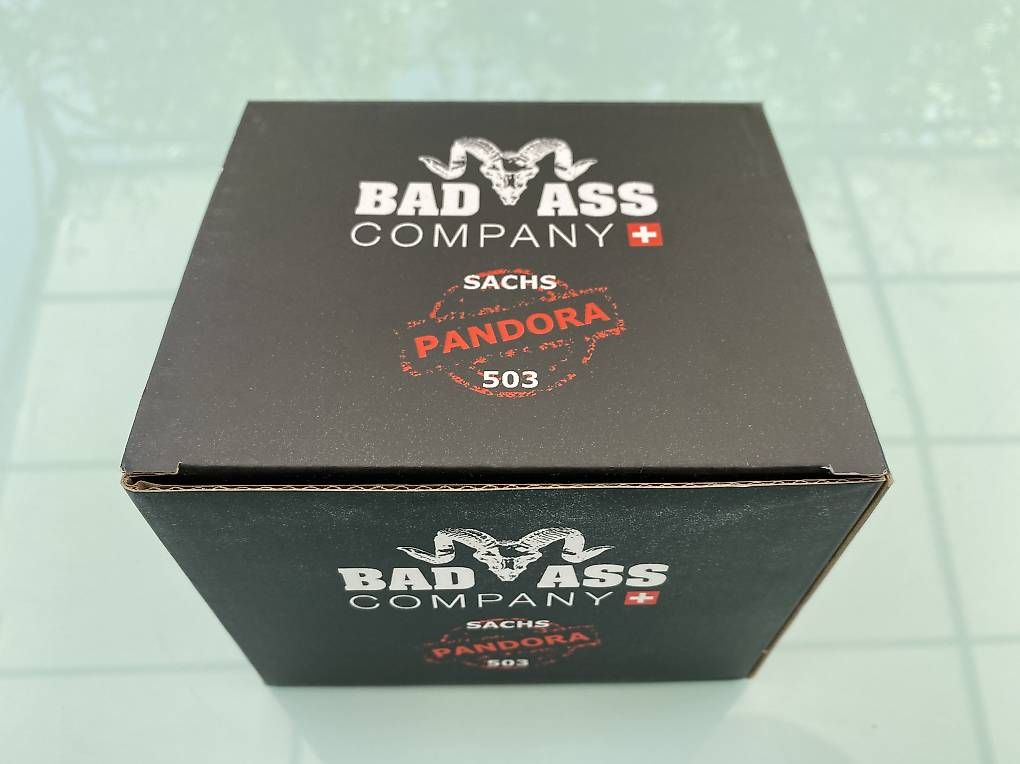 BAD ASS
COMPANY
SACHS
PANDORA
503
BAD ASS
COMPANY
SACHS
PANDORA
503